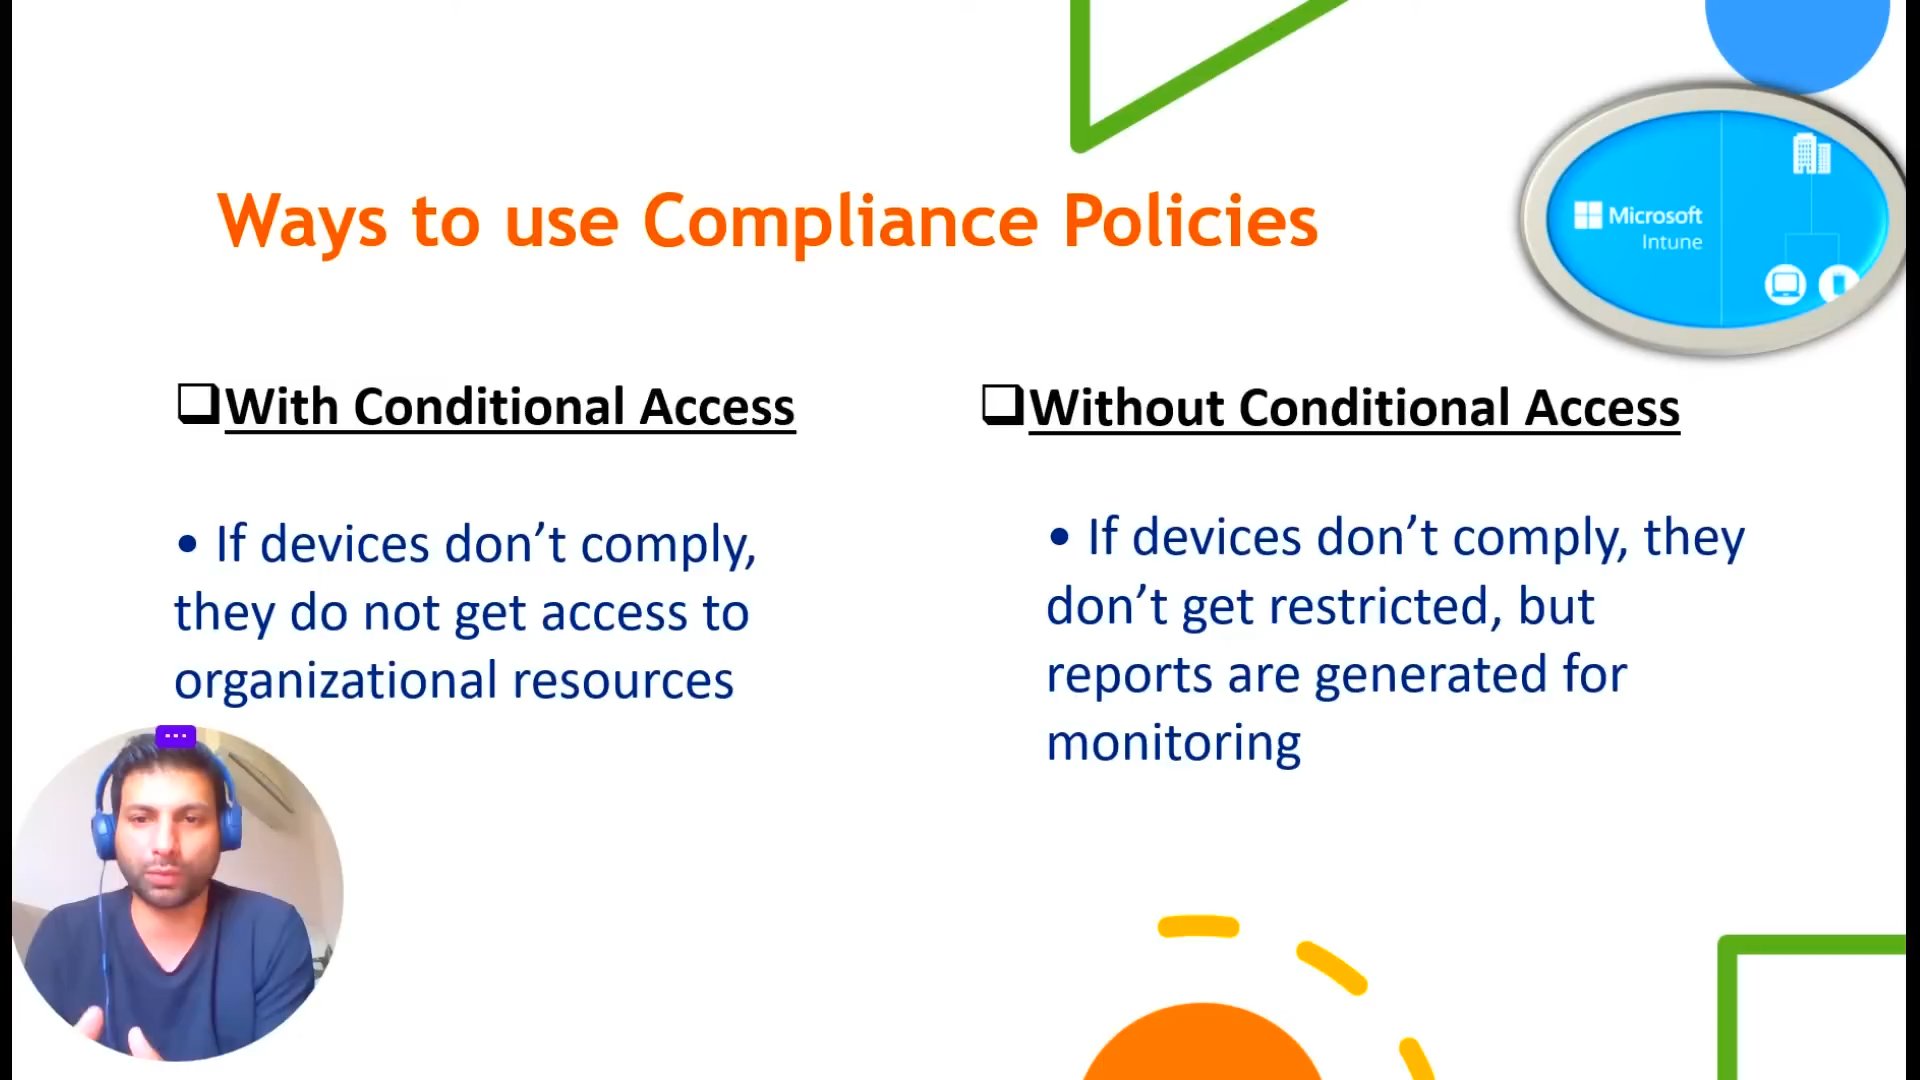 Ways to use Compliance Policies
Microsoft
Intune
❑With Conditional Access
• If devices don’t comply,
they do not get access to
organizational resources
❑Without Conditional Access
• If devices don’t comply, they
don’t get restricted, but
reports are generated for
monitoring